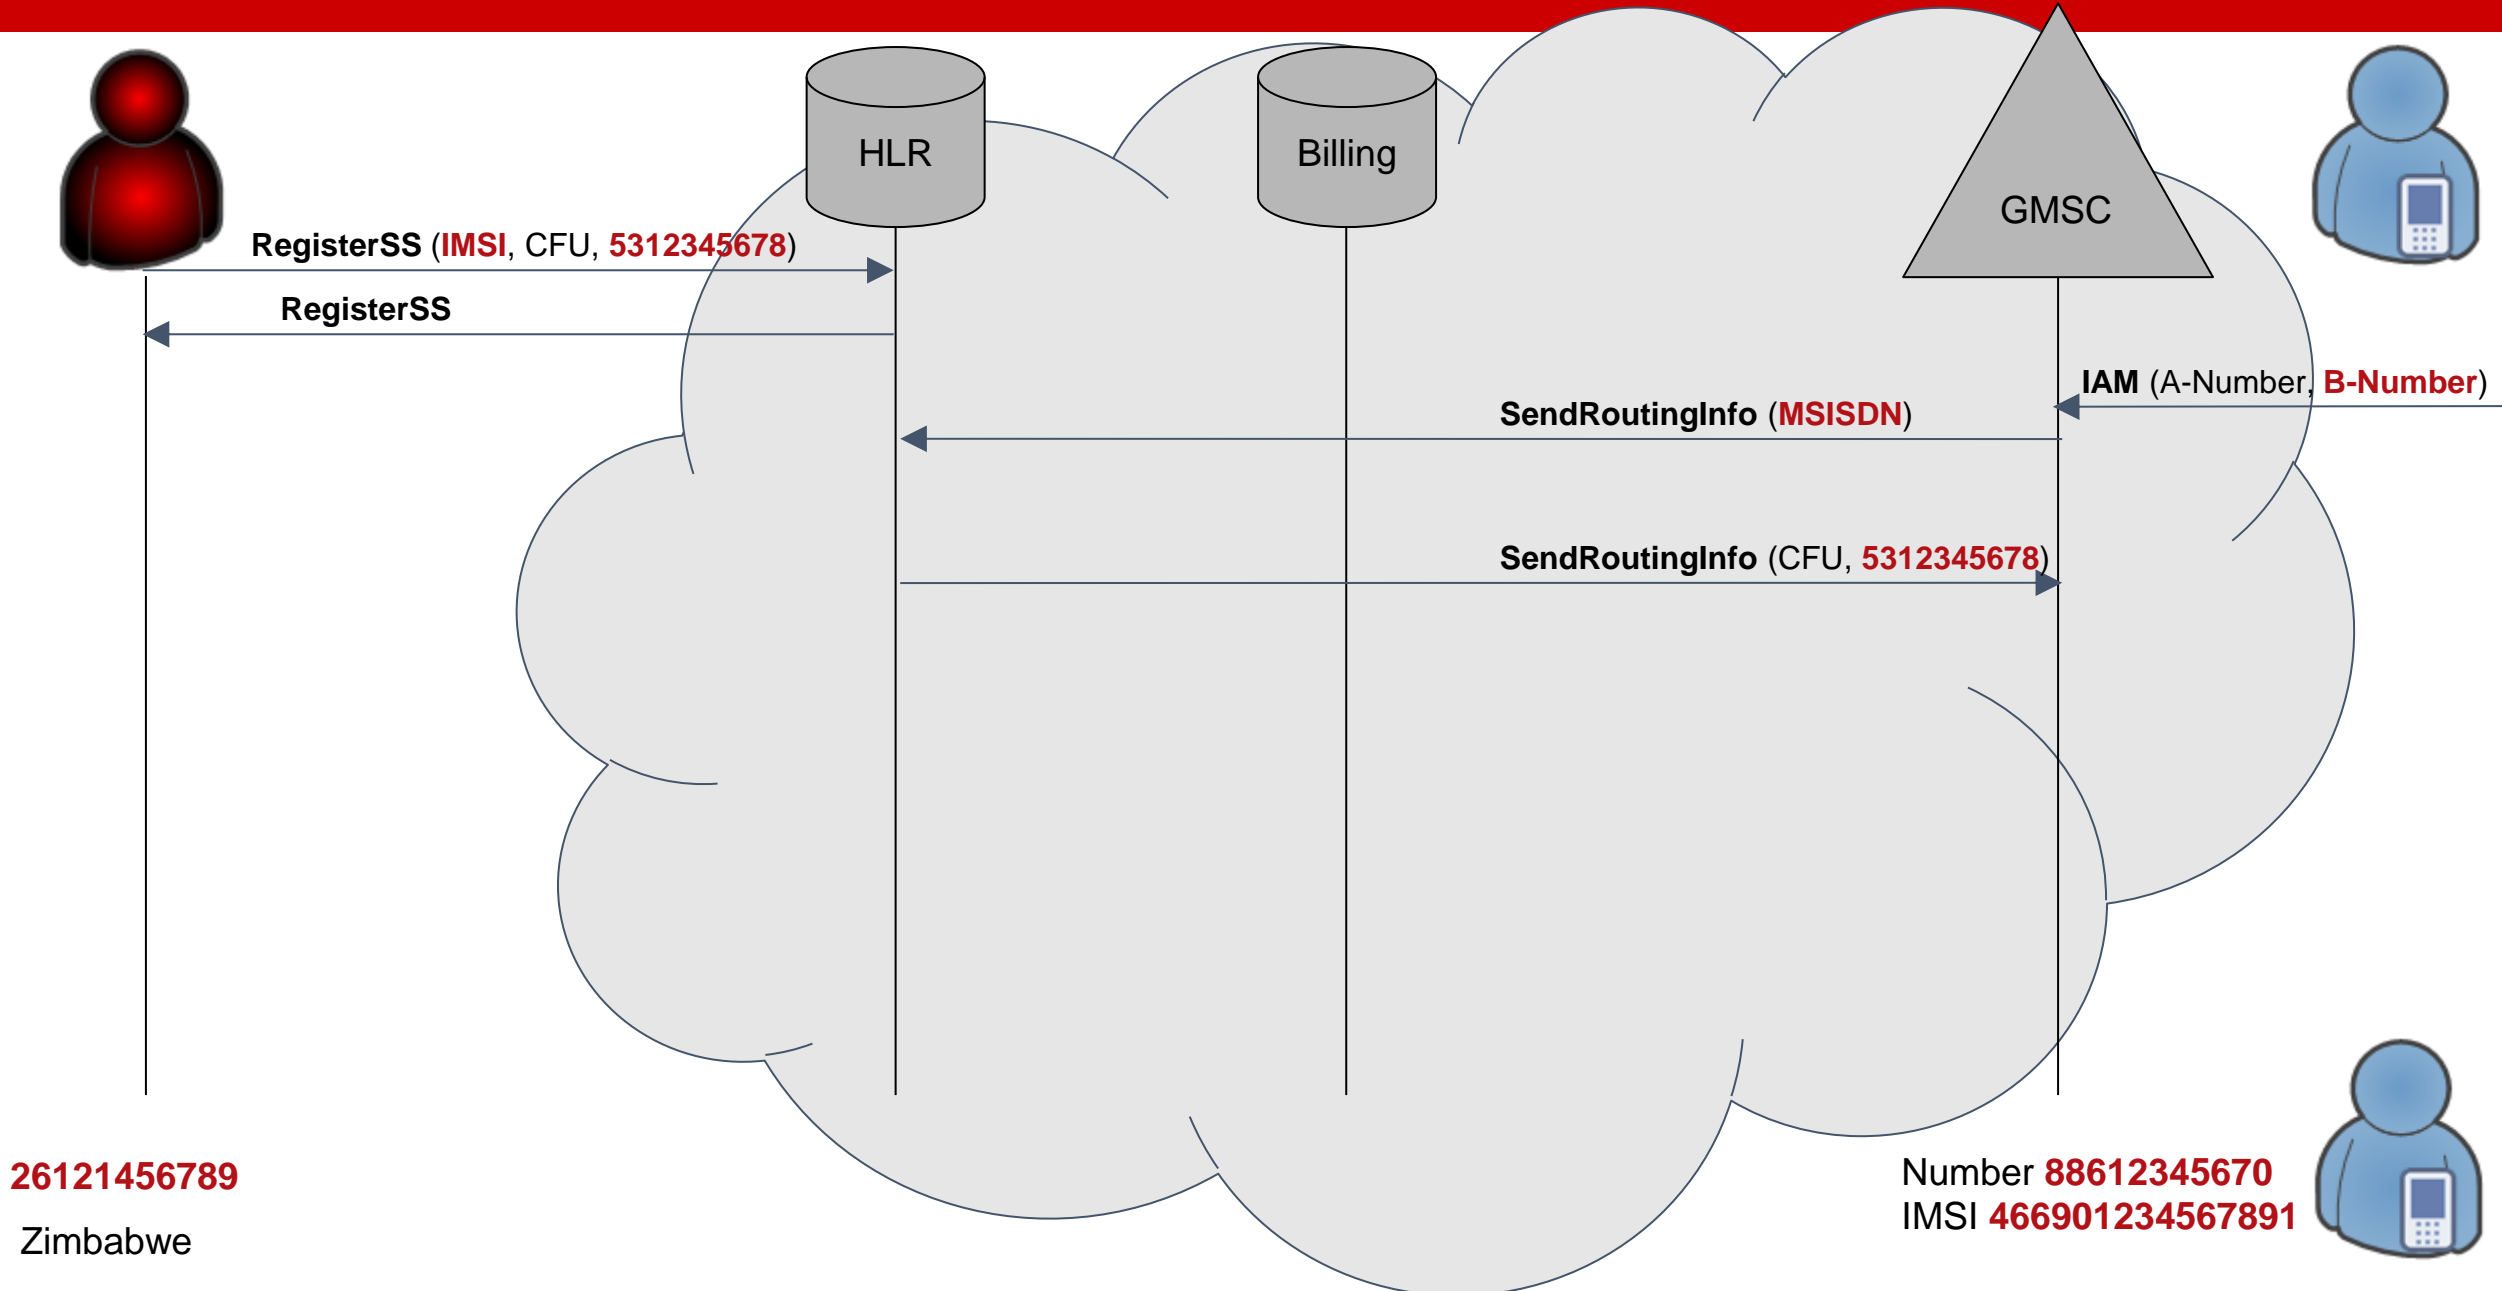 HLR
Billing
GMSC
RegisterSS (IMSI, CFU, 5312345678)
RegisterSS
IAM (A-Number, B-Number)
SendRoutingInfo (MSISDN)
SendRoutingInfo (CFU, 5312345678)
26121456789
Zimbabwe
Number 88612345670
IMSI 466901234567891